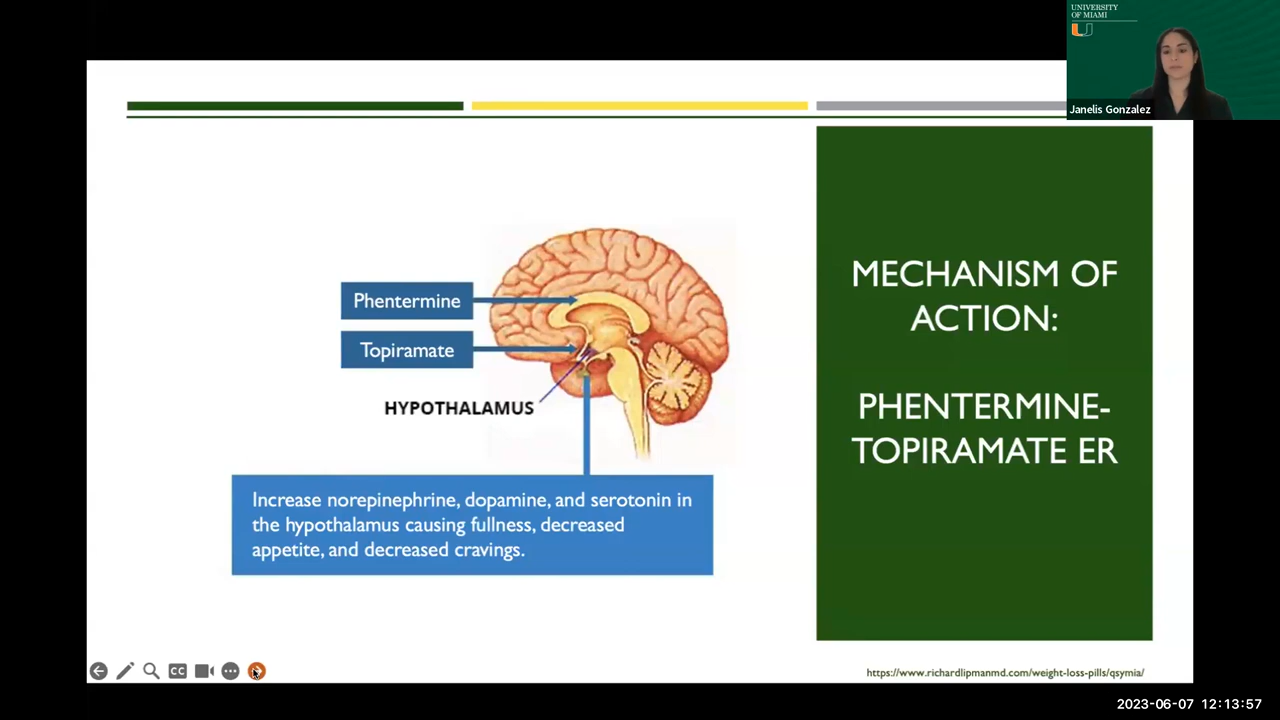 UNIVERSITY
OF MIAMI
Janelis Gonzalez
Phentermine
Topiramate
HYPOTHALAMUS
Increase norepinephrine, dopamine, and serotonin in
the hypothalamus causing fullness, decreased
appetite, and decreased cravings.
MECHANISM OF
ACTION:
PHENTERMINE-
TOPIRAMATE ER
CC
https://www.richardlipmanmd.com/weight-loss-pills/qsymia/
2023-06-07 12:13:57